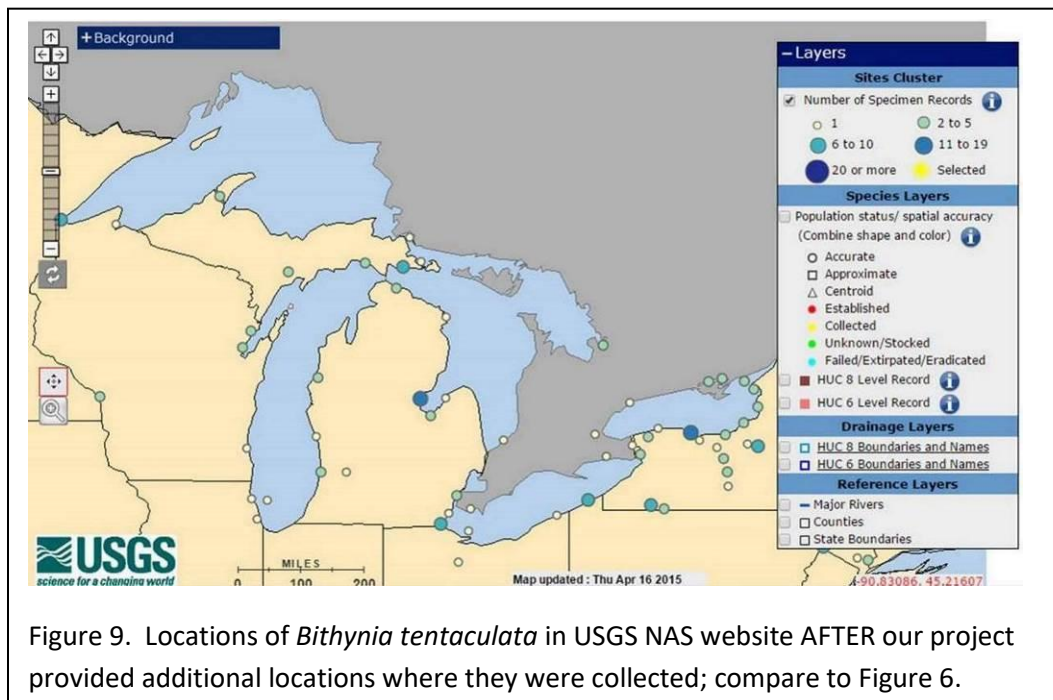 +Background
−Layers
Sites Cluster
Number of Specimen Records
1
2 to 5
6 to 10
11 to 19
20 or more
Selected
Species Layers
Population status/ spatial accuracy
(Combine shape and color)
Accurate
Approximate
Centroid
Established
Collected
Unknown/Stocked
Failed/Extirpated/Eradicated
HUC 8 Level Record
HUC 6 Level Record
Drainage Layers
HUC 8 Boundaries and Names
HUC 6 Boundaries and Names
Reference Layers
Major Rivers
Counties
State Boundaries
USGS
science for a changing world
MILES
0 100 200
Map updated : Thu Apr 16 2015
-90.83086, 45.21607
Figure 9. Locations of Bithynia tentaculata in USGS NAS website AFTER our project
provided additional locations where they were collected; compare to Figure 6.